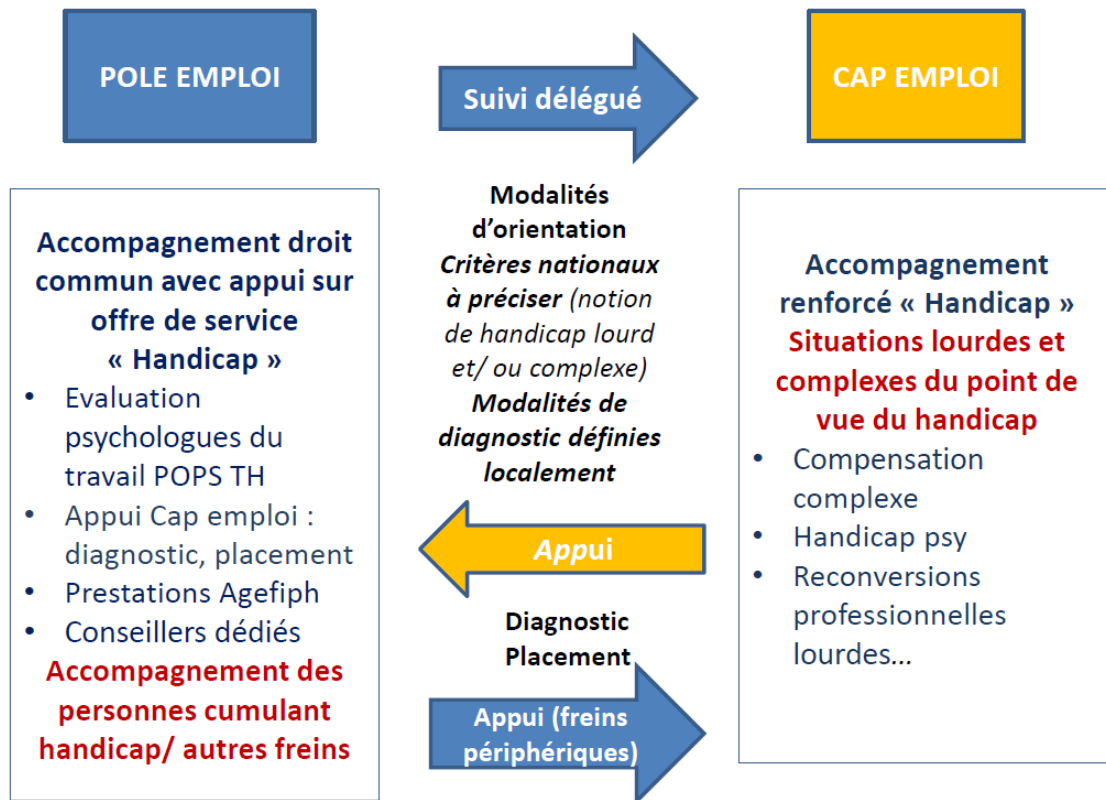 POLE EMPLOI
Suivi délégué
CAP EMPLOI
Accompagnement droit
commun avec appui sur
offre de service
« Handicap »
• Evaluation
psychologues du
travail POPS TH
• Appui Cap emploi :
diagnostic, placement
• Prestations Agefiph
• Conseillers dédiés
Accompagnement des
personnes cumulant
handicap/ autres freins
Modalités
d’orientation
Critères nationaux
à préciser (notion
de handicap lourd
et/ ou complexe)
Modalités de
diagnostic définies
localement
Appui
Diagnostic
Placement
Appui (freins
périphériques)
Accompagnement
renforcé « Handicap »
Situations lourdes et
complexes du point de
vue du handicap
• Compensation
complexe
• Handicap psy
• Reconversions
professionnelles
lourdes...